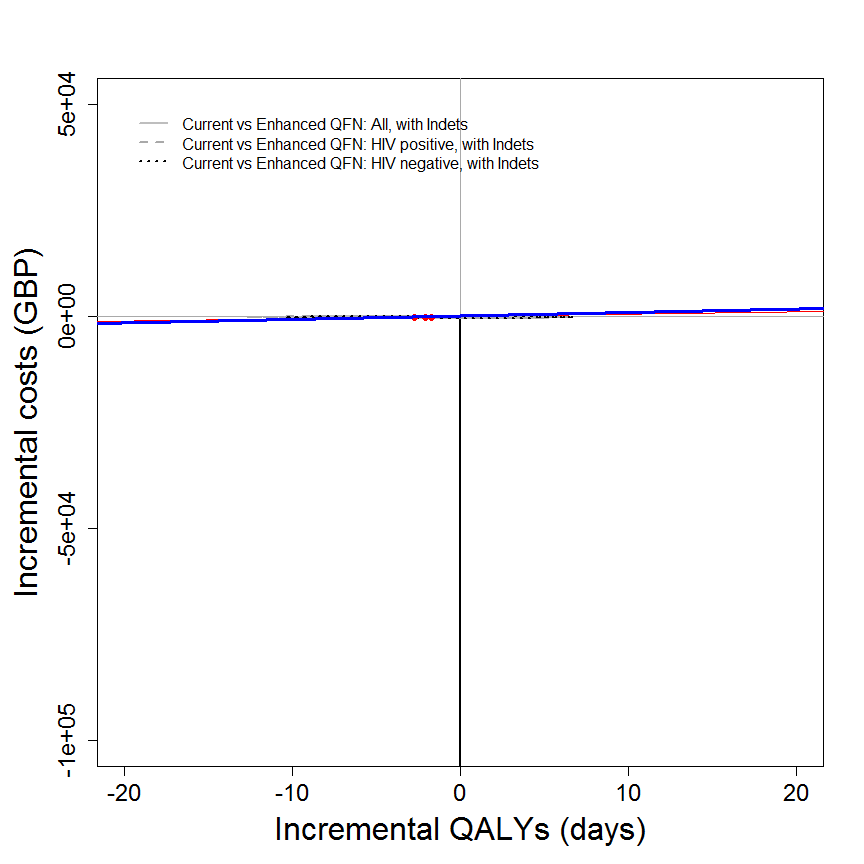 Current vs Enhanced QFN: All, with Indets
Current vs Enhanced QFN: HIV positive, with Indets
Current vs Enhanced QFN: HIV negative, with Indets
5e+04
0e+00
-5e+04
-1e+05
Incremental costs (GBP)
-20 -10 0 10 20
Incremental QALYs (days)